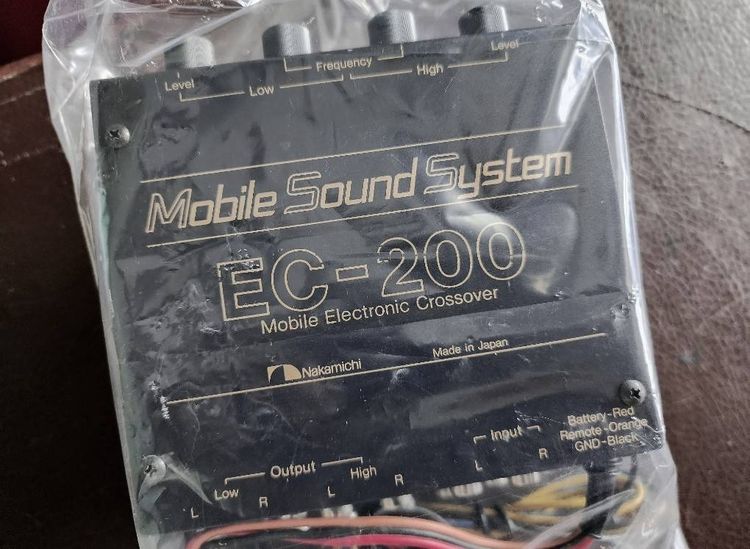 Level
Low
Frequency
High
Level
Mobile Sound System
EC-200
Mobile Electronic Crossover
Nakamichi
Made in Japan
Battery-Red
Remote-Orange
GND-Black
Input
L
R
Output
Low
High
L
R
L
R